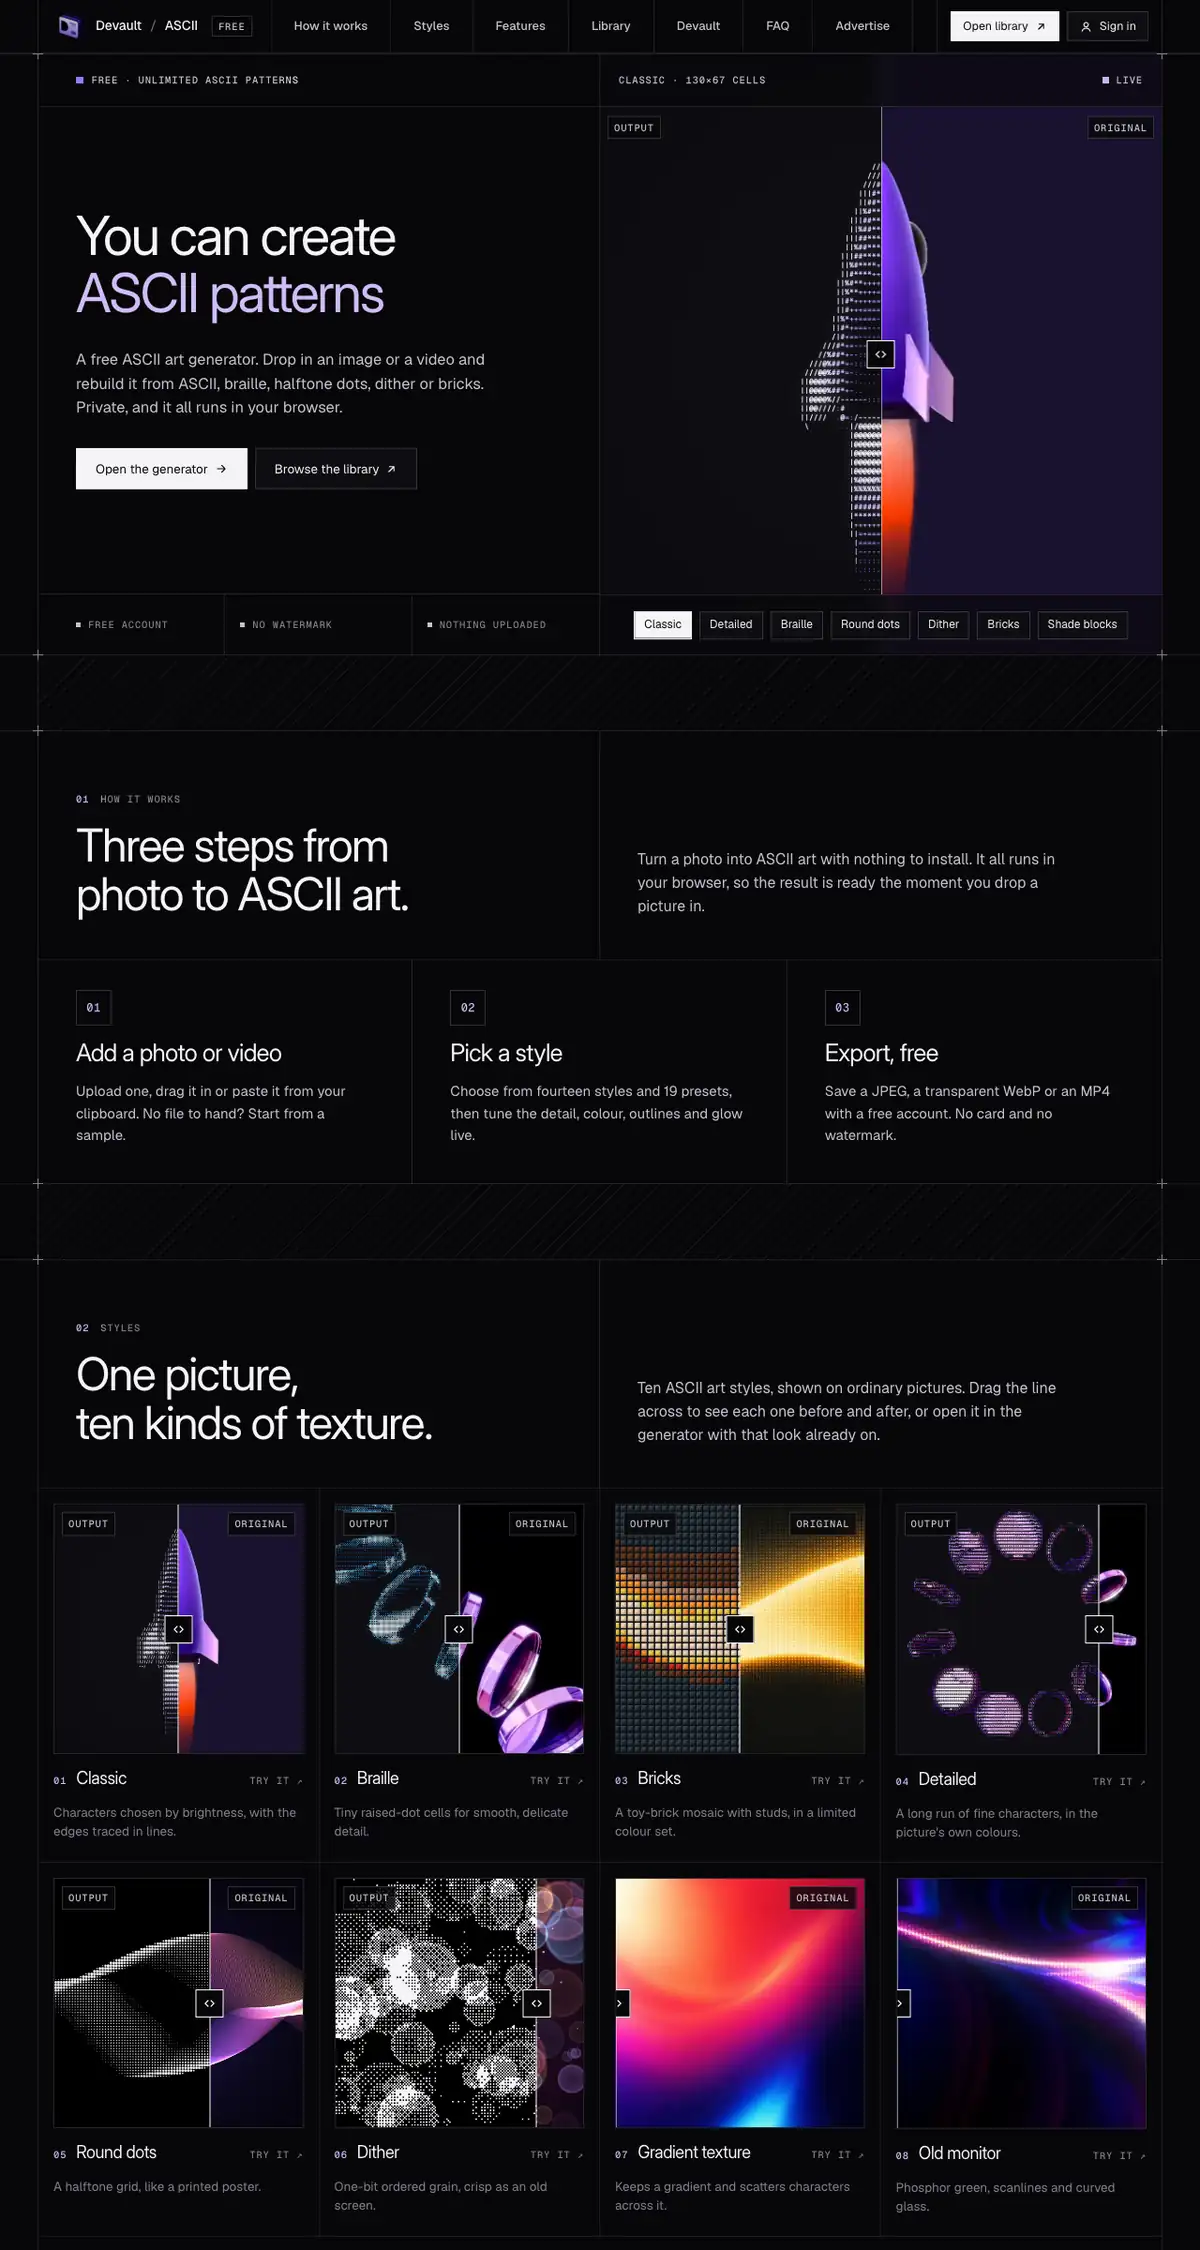 Devault / ASCII FREE
How it works
Styles
Features
Library
Devault
FAQ
Advertise
Open library ↗
Sign in
FREE · UNLIMITED ASCII PATTERNS
CLASSIC · 130×67 CELLS
LIVE
OUTPUT
ORIGINAL
You can create
ASCII patterns
A free ASCII art generator. Drop in an image or a video and
rebuild it from ASCII, braille, halftone dots, dither or bricks.
Private, and it all runs in your browser.
Open the generator →
Browse the library ↗
FREE ACCOUNT
NO WATERMARK
NOTHING UPLOADED
Classic
Detailed
Braille
Round dots
Dither
Bricks
Shade blocks
01 HOW IT WORKS
Three steps from
photo to ASCII art.
Turn a photo into ASCII art with nothing to install. It all runs in
your browser, so the result is ready the moment you drop a
picture in.
01
Add a photo or video
Upload one, drag it in or paste it from your
clipboard. No file to hand? Start from a
sample.
02
Pick a style
Choose from fourteen styles and 19 presets,
then tune the detail, colour, outlines and glow
live.
03
Export, free
Save a JPEG, a transparent WebP or an MP4
with a free account. No card and no
watermark.
02 STYLES
One picture,
ten kinds of texture.
Ten ASCII art styles, shown on ordinary pictures. Drag the line
across to see each one before and after, or open it in the
generator with that look already on.
OUTPUT
ORIGINAL
01 Classic
TRY IT ↗
Characters chosen by brightness, with the
edges traced in lines.
OUTPUT
ORIGINAL
02 Braille
TRY IT ↗
Tiny raised-dot cells for smooth, delicate
detail.
OUTPUT
ORIGINAL
03 Bricks
TRY IT ↗
A toy-brick mosaic with studs, in a limited
colour set.
OUTPUT
04 Detailed
TRY IT ↗
A long run of fine characters, in the
picture's own colours.
OUTPUT
ORIGINAL
05 Round dots
TRY IT ↗
A halftone grid, like a printed poster.
OUTPUT
06 Dither
TRY IT ↗
One-bit ordered grain, crisp as an old
screen.
ORIGINAL
07 Gradient texture
TRY IT ↗
Keeps a gradient and scatters characters
across it.
ORIGINAL
08 Old monitor
TRY IT ↗
Phosphor green, scanlines and curved
glass.